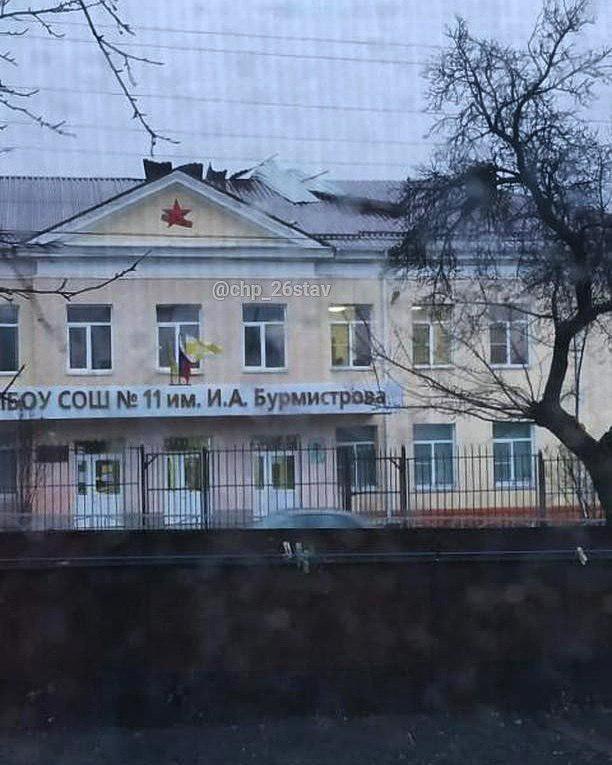 @chp_26stav
БОУ СОШ № 11 им. И.А. Бурмистрова